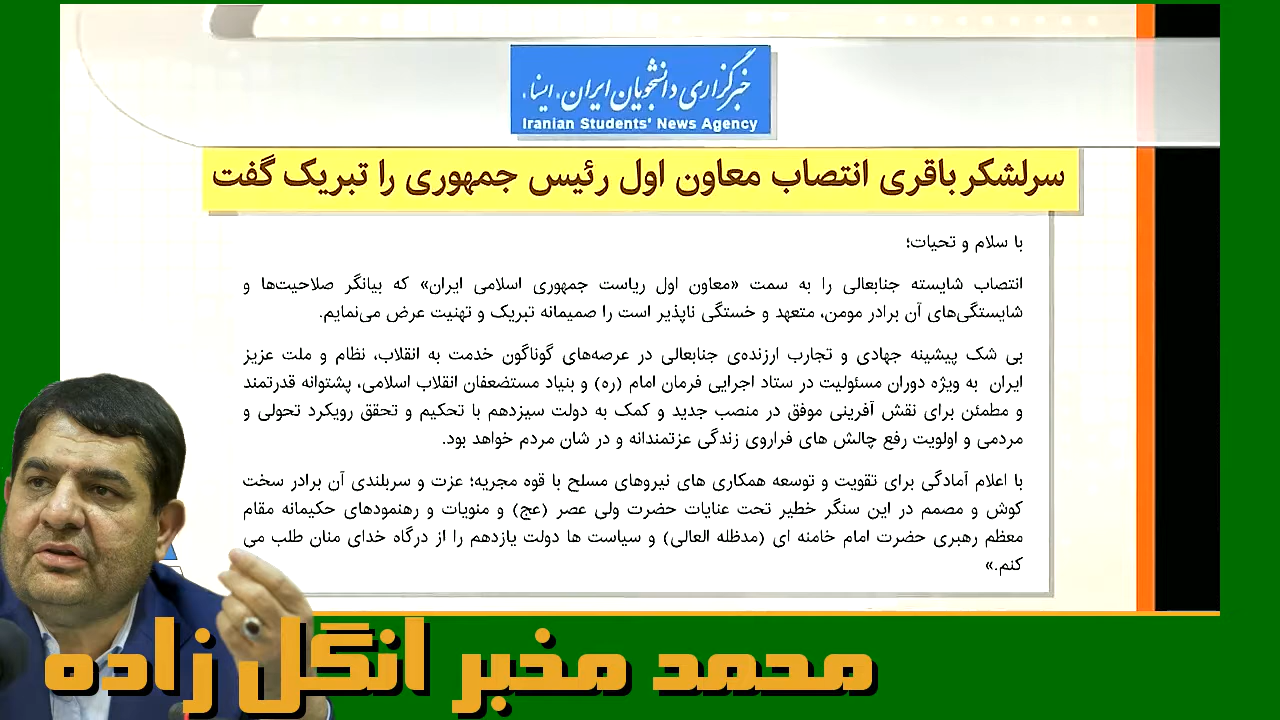 خبرگزاری دانشجویان ایران، ایسنا،
Iranian Students' News Agency
سرلشکر باقری انتصاب معاون اول رئیس جمهوری را تبریک گفت
با سلام و تحیات؛
انتصاب شایسته جنابعالی را به سمت «معاون اول ریاست جمهوری اسلامی ایران» که بیانگر صلاحیت‌ها و
شایستگی‌های آن برادر مومن، متعهد و خستگی ناپذیر است را صمیمانه تبریک و تهنیت عرض می‌نمایم.
بی شک پیشینه جهادی و تجارب ارزنده‌ی جنابعالی در عرصه‌های گوناگون خدمت به انقلاب، نظام و ملت عزیز
ایران به ویژه دوران مسئولیت در ستاد اجرایی فرمان امام (ره) و بنیاد مستضعفان انقلاب اسلامی، پشتوانه قدرتمند
و مطمئن برای نقش آفرینی موفق در منصب جدید و کمک به دولت سیزدهم با تحکیم و تحقق رویکرد تحولی و
مردمی و اولویت رفع چالش های فراروی زندگی عزتمندانه و در شان مردم خواهد بود.
با اعلام آمادگی برای تقویت و توسعه همکاری های نیروهای مسلح با قوه مجریه؛ عزت و سربلندی آن برادر سخت
کوش و مصمم در این سنگر خطیر تحت عنایات حضرت ولی عصر (عج) و منویات و رهنمودهای حکیمانه مقام
معظم رهبری حضرت امام خامنه ای (مدظله العالی) و سیاست ها دولت یازدهم را از درگاه خدای منان طلب می
کنم.»
محمد مخبر انگل زاده